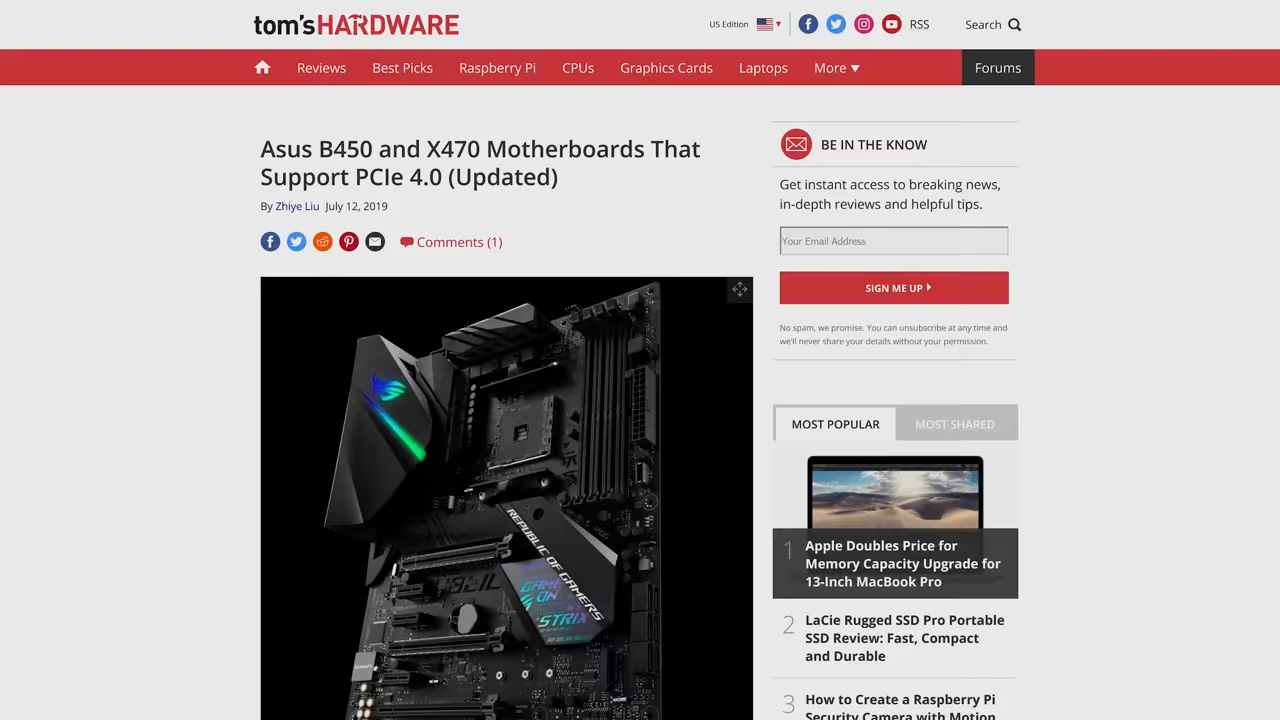 tom'sHARDWARE
US Edition
RSS
Search
Reviews
Best Picks
Raspberry Pi
CPUs
Graphics Cards
Laptops
More
Forums
Asus B450 and X470 Motherboards That
Support PCIe 4.0 (Updated)
By Zhiye Liu July 12, 2019
Comments (1)
REPUBLIC OF GAMERS
GAME
ON
STRIX
BE IN THE KNOW
Get instant access to breaking news,
in-depth reviews and helpful tips.
Your Email Address
SIGN ME UP
No spam, we promise. You can unsubscribe at any time and
we'll never share your details without your permission.
MOST POPULAR
MOST SHARED
1
Apple Doubles Price for
Memory Capacity Upgrade for
13-Inch MacBook Pro
2
LaCie Rugged SSD Pro Portable
SSD Review: Fast, Compact
and Durable
3
How to Create a Raspberry Pi
Security Camera with Motion